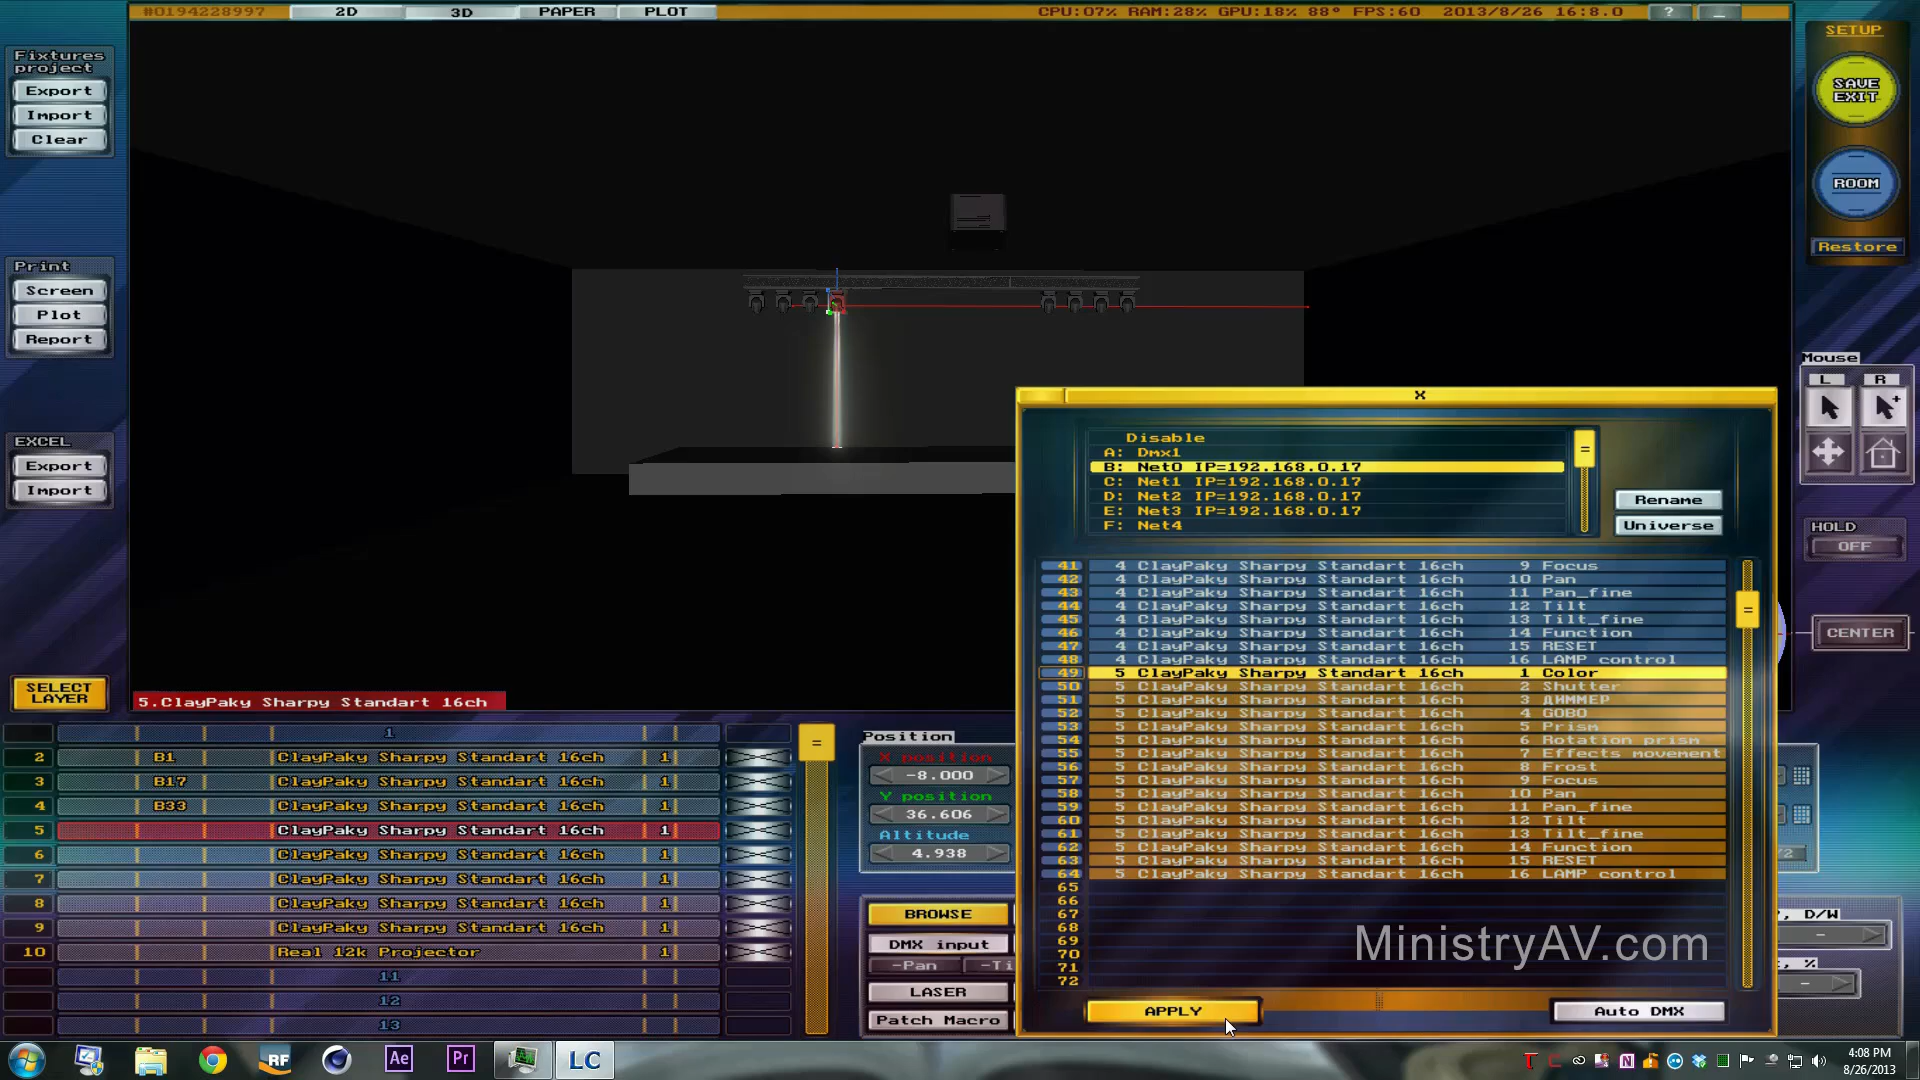 #0194228997
2D
3D
PAPER
PLOT
CPU:07% RAM:28% GPU:18% 88° FPS:60 2013/8/26 16:8.0
?
_
Fixtures project
Export
Import
Clear
Print
Screen
Plot
Report
EXCEL
Export
Import
SELECT LAYER
SETUP
SAVE EXIT
ROOM
Restore
Mouse
L
R
HOLD
OFF
CENTER
5.ClayPaky Sharpy Standart 16ch
1
2 B1 ClayPaky Sharpy Standart 16ch 1
3 B17 ClayPaky Sharpy Standart 16ch 1
4 B33 ClayPaky Sharpy Standart 16ch 1
5 ClayPaky Sharpy Standart 16ch 1
6 ClayPaky Sharpy Standart 16ch 1
7 ClayPaky Sharpy Standart 16ch 1
8 ClayPaky Sharpy Standart 16ch 1
9 ClayPaky Sharpy Standart 16ch 1
10 Real 12k Projector 1
11
12
13
Position
X position
-8.000
Y position
36.606
Altitude
4.938
BROWSE
DMX input
-Pan
-Ti
LASER
Patch Macro
X
Disable
A: Dmx1
B: Net0 IP=192.168.0.17
C: Net1 IP=192.168.0.17
D: Net2 IP=192.168.0.17
E: Net3 IP=192.168.0.17
F: Net4
Rename
Universe
41 4 ClayPaky Sharpy Standart 16ch 9 Focus
42 4 ClayPaky Sharpy Standart 16ch 10 Pan
43 4 ClayPaky Sharpy Standart 16ch 11 Pan_fine
44 4 ClayPaky Sharpy Standart 16ch 12 Tilt
45 4 ClayPaky Sharpy Standart 16ch 13 Tilt_fine
46 4 ClayPaky Sharpy Standart 16ch 14 Function
47 4 ClayPaky Sharpy Standart 16ch 15 RESET
48 4 ClayPaky Sharpy Standart 16ch 16 LAMP control
49 5 ClayPaky Sharpy Standart 16ch 1 Color
50 5 ClayPaky Sharpy Standart 16ch 2 Shutter
51 5 ClayPaky Sharpy Standart 16ch 3 ДИММЕР
52 5 ClayPaky Sharpy Standart 16ch 4 GOBO
53 5 ClayPaky Sharpy Standart 16ch 5 Prism
54 5 ClayPaky Sharpy Standart 16ch 6 Rotation prism
55 5 ClayPaky Sharpy Standart 16ch 7 Effects movement
56 5 ClayPaky Sharpy Standart 16ch 8 Frost
57 5 ClayPaky Sharpy Standart 16ch 9 Focus
58 5 ClayPaky Sharpy Standart 16ch 10 Pan
59 5 ClayPaky Sharpy Standart 16ch 11 Pan_fine
60 5 ClayPaky Sharpy Standart 16ch 12 Tilt
61 5 ClayPaky Sharpy Standart 16ch 13 Tilt_fine
62 5 ClayPaky Sharpy Standart 16ch 14 Function
63 5 ClayPaky Sharpy Standart 16ch 15 RESET
64 5 ClayPaky Sharpy Standart 16ch 16 LAMP control
65
66
67
68
69
70
71
72
APPLY
Auto DMX
MinistryAV.com
, D/W
, %
RF
Ae
Pr
LC
4:08 PM
8/26/2013